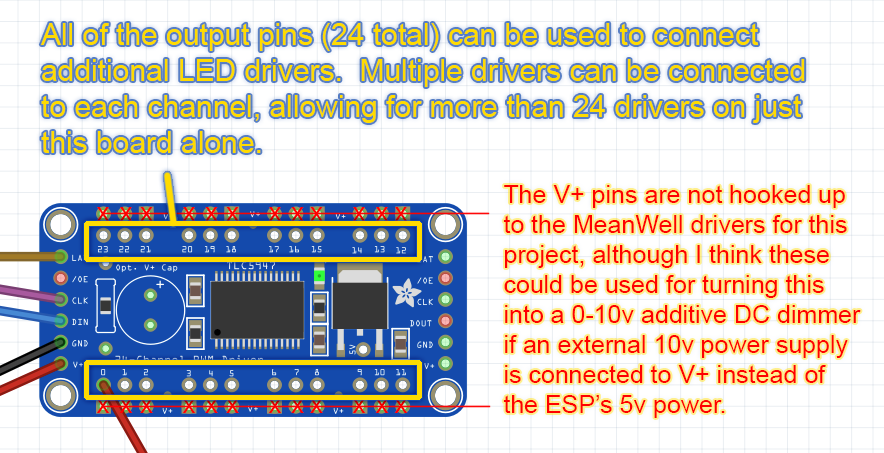 All of the output pins (24 total) can be used to connect
additional LED drivers.  Multiple drivers can be connected
to each channel, allowing for more than 24 drivers on just
this board alone.
The V+ pins are not hooked up
to the MeanWell drivers for this
project, although I think these
could be used for turning this
into a 0-10v additive DC dimmer
if an external 10v power supply
is connected to V+ instead of
the ESP's 5v power.
V+ V+ V+
23 22 21 20 19 18 17 16 15 14 13 12
Opt. V+ Cap TLC5947
/OE /OE
CLK CLK
DIN DOUT
GND GND
V+ V+
+
5V
24-Channel PWM Driver
0 1 2 3 4 5 6 7 8 9 10 11
V+ V+ V+